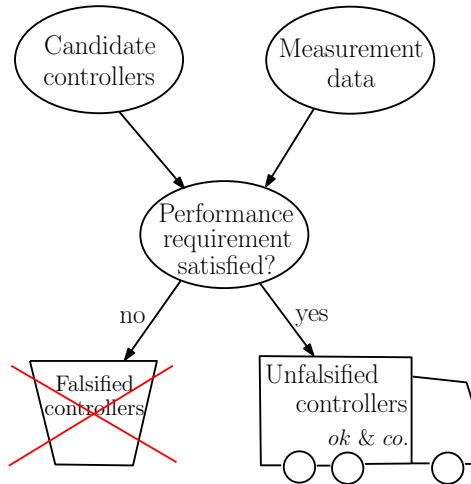 Candidate
controllers
Measurement
data
Performance
requirement
satisfied?
no
yes
Falsified
controllers
Unfalsified
controllers
ok & co.